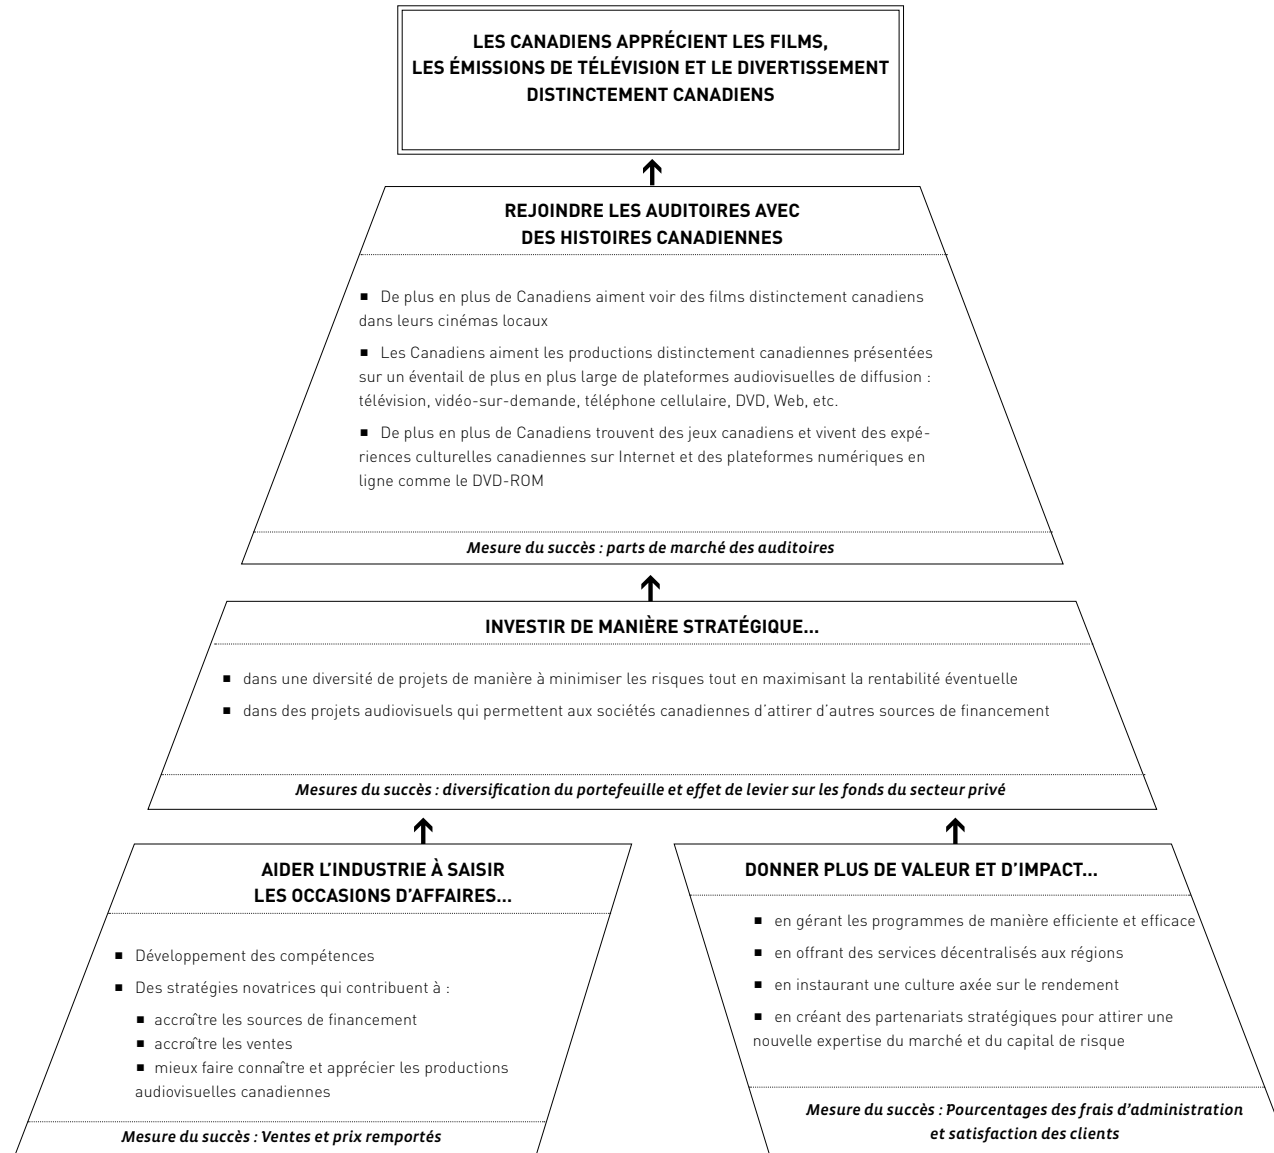 LES CANADIENS APPRÉCIENT LES FILMS,
LES ÉMISSIONS DE TÉLÉVISION ET LE DIVERTISSEMENT
DISTINCTEMENT CANADIENS
REJOINDRE LES AUDITOIRES AVEC
DES HISTOIRES CANADIENNES
■ De plus en plus de Canadiens aiment voir des films distinctement canadiens
dans leurs cinémas locaux
■ Les Canadiens aiment les productions distinctement canadiennes présentées
sur un éventail de plus en plus large de plateformes audiovisuelles de diffusion :
télévision, vidéo-sur-demande, téléphone cellulaire, DVD, Web, etc.
■ De plus en plus de Canadiens trouvent des jeux canadiens et vivent des expé-
riences culturelles canadiennes sur Internet et des plateformes numériques en
ligne comme le DVD-ROM
Mesure du succès : parts de marché des auditoires
INVESTIR DE MANIÈRE STRATÉGIQUE...
■ dans une diversité de projets de manière à minimiser les risques tout en maximisant la rentabilité éventuelle
■ dans des projets audiovisuels qui permettent aux sociétés canadiennes d'attirer d'autres sources de financement
Mesures du succès : diversification du portefeuille et effet de levier sur les fonds du secteur privé
AIDER L'INDUSTRIE À SAISIR
LES OCCASIONS D'AFFAIRES...
■ Développement des compétences
■ Des stratégies novatrices qui contribuent à :
■ accroître les sources de financement
■ accroître les ventes
■ mieux faire connaître et apprécier les productions
audiovisuelles canadiennes
Mesure du succès : Ventes et prix remportés
DONNER PLUS DE VALEUR ET D'IMPACT...
■ en gérant les programmes de manière efficiente et efficace
■ en offrant des services décentralisés aux régions
■ en instaurant une culture axée sur le rendement
■ en créant des partenariats stratégiques pour attirer une
nouvelle expertise du marché et du capital de risque
Mesure du succès : Pourcentages des frais d'administration
et satisfaction des clients